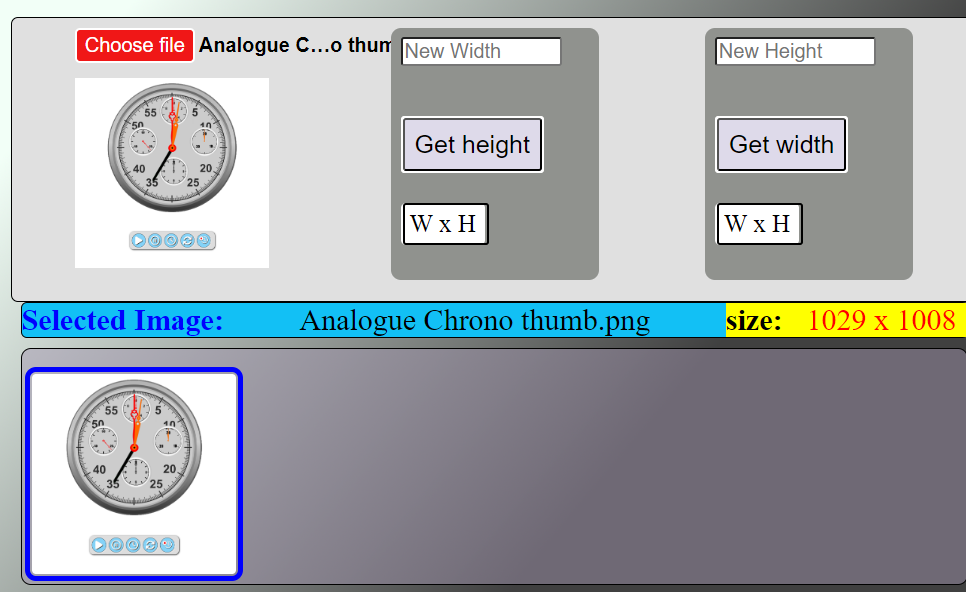 Choose file Analogue C…o thum
New Width
New Height
55 5
50 10
40 20
35 25
Get height
Get width
W x H
W x H
Selected Image: Analogue Chrono thumb.png size: 1029 x 1008
55 5
50 10
40 20
35 25